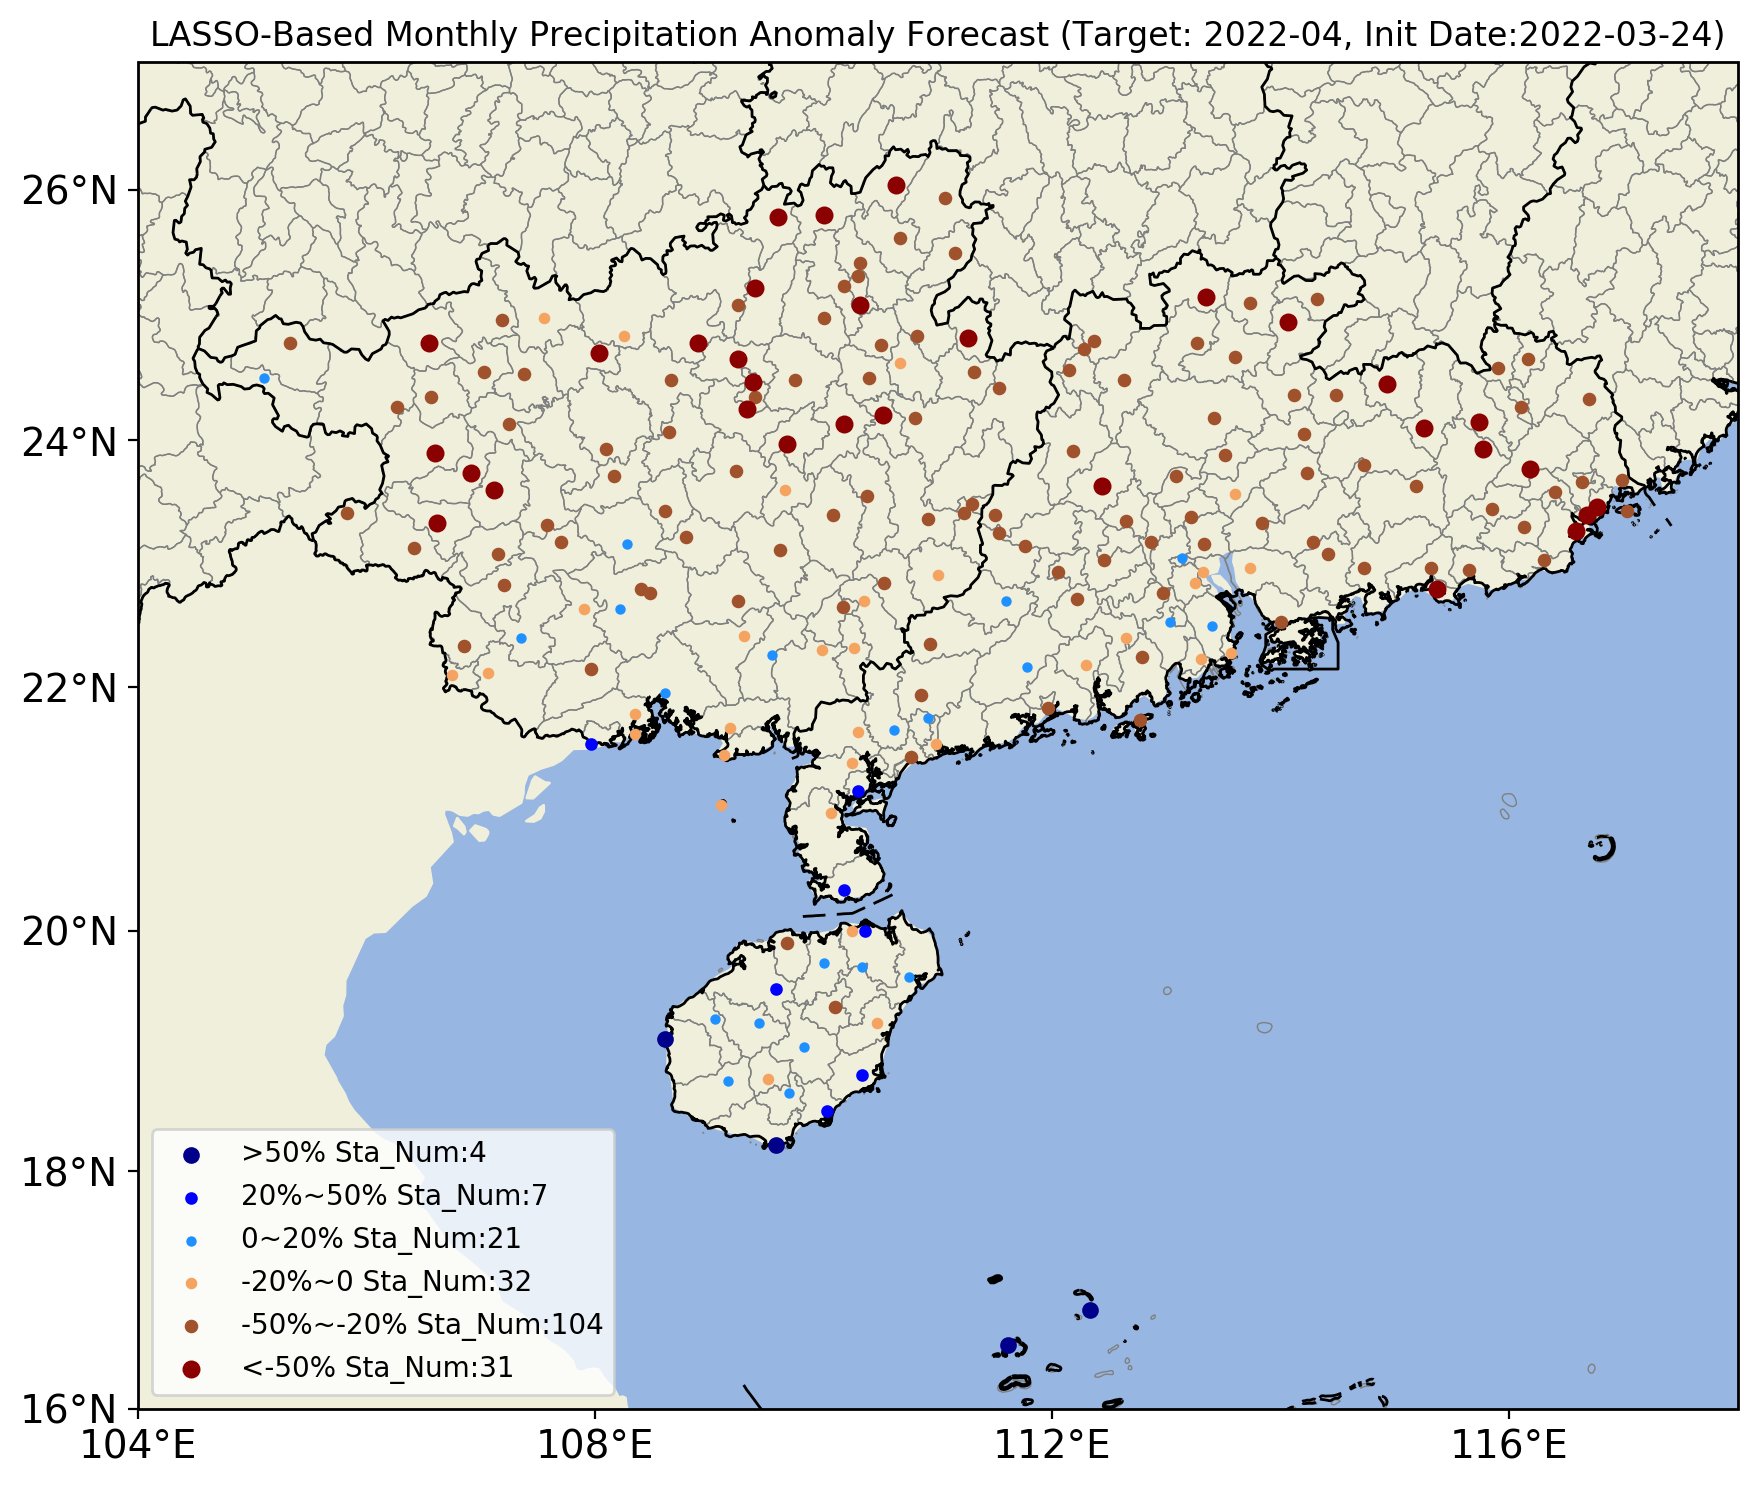 LASSO-Based Monthly Precipitation Anomaly Forecast (Target: 2022-04, Init Date:2022-03-24)
26°N
24°N
22°N
20°N
18°N
16°N
>50% Sta_Num:4
20%~50% Sta_Num:7
0~20% Sta_Num:21
-20%~0 Sta_Num:32
-50%~-20% Sta_Num:104
<-50% Sta_Num:31
104°E 108°E 112°E 116°E